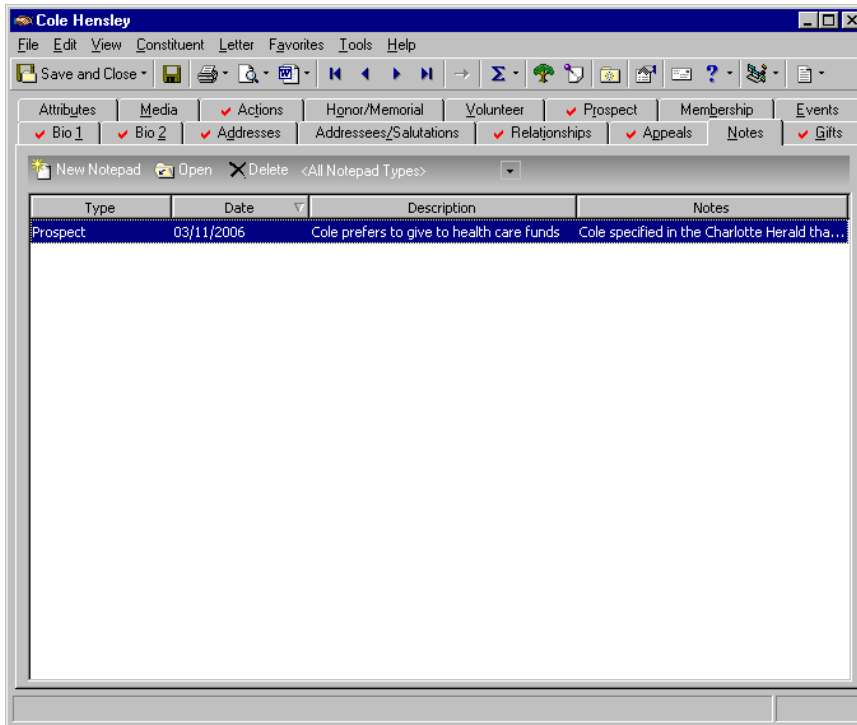 Cole Hensley
File Edit View Constituent Letter Favorites Tools Help
Save and Close
Attributes Media Actions Honor/Memorial Volunteer Prospect Membership Events
Bio 1 Bio 2 Addresses Addressees/Salutations Relationships Appeals Notes Gifts
New Notepad Open Delete <All Notepad Types>
Type Date Description Notes
Prospect 03/11/2006 Cole prefers to give to health care funds Cole specified in the Charlotte Herald tha...